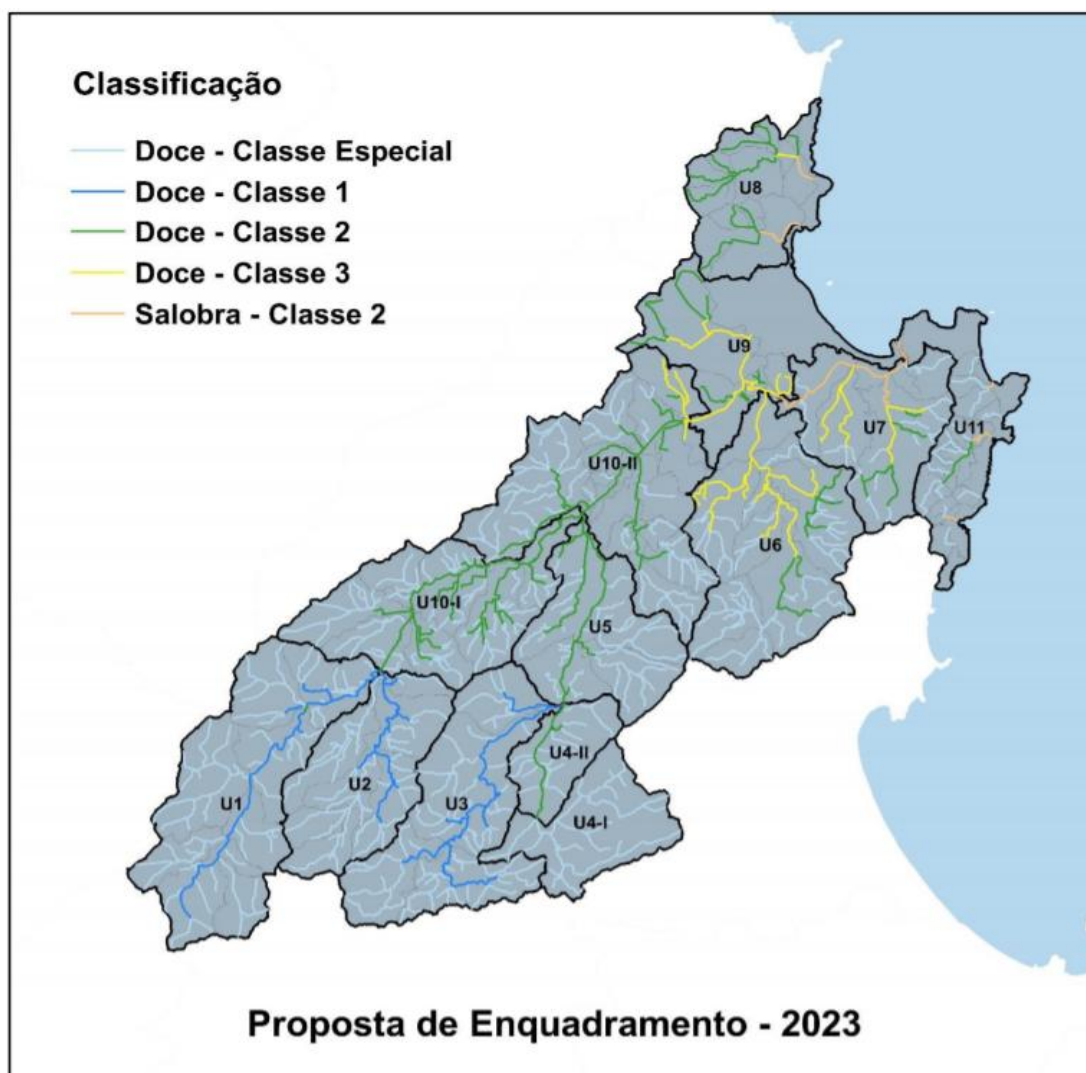 Classificação
Doce - Classe Especial
Doce - Classe 1
Doce - Classe 2
Doce - Classe 3
Salobra - Classe 2
U8
U9
U7
U11
U10-II
U6
U10-I
U5
U4-II
U2
U1
U3
U4-I
Proposta de Enquadramento - 2023